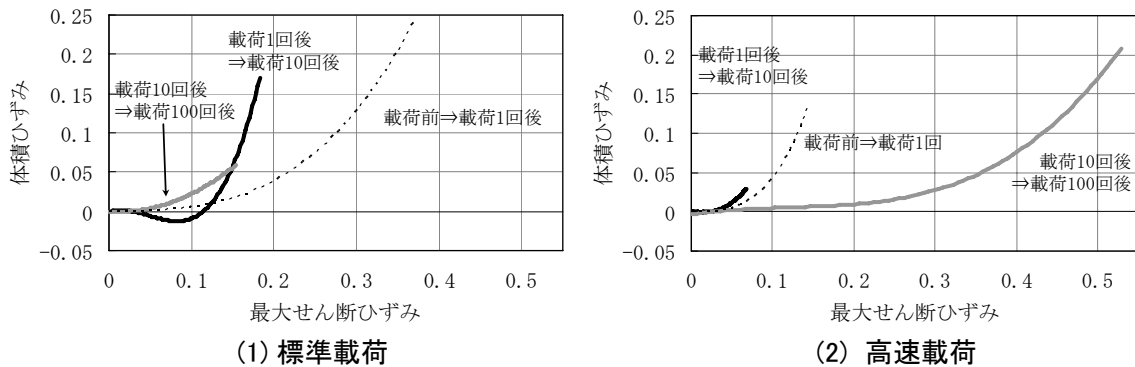 0.25
0.2
0.15
0.1
0.05
0
-0.05
体積ひずみ
載荷1回後
⇒載荷10回後
載荷10回後
⇒載荷100回後
載荷前⇒載荷1回後
0 0.1 0.2 0.3 0.4 0.5
最大せん断ひずみ
(1) 標準載荷
0.25
0.2
0.15
0.1
0.05
0
-0.05
体積ひずみ
載荷1回後
⇒載荷10回後
載荷前⇒載荷1回
載荷10回後
⇒載荷100回後
0 0.1 0.2 0.3 0.4 0.5
最大せん断ひずみ
(2) 高速載荷